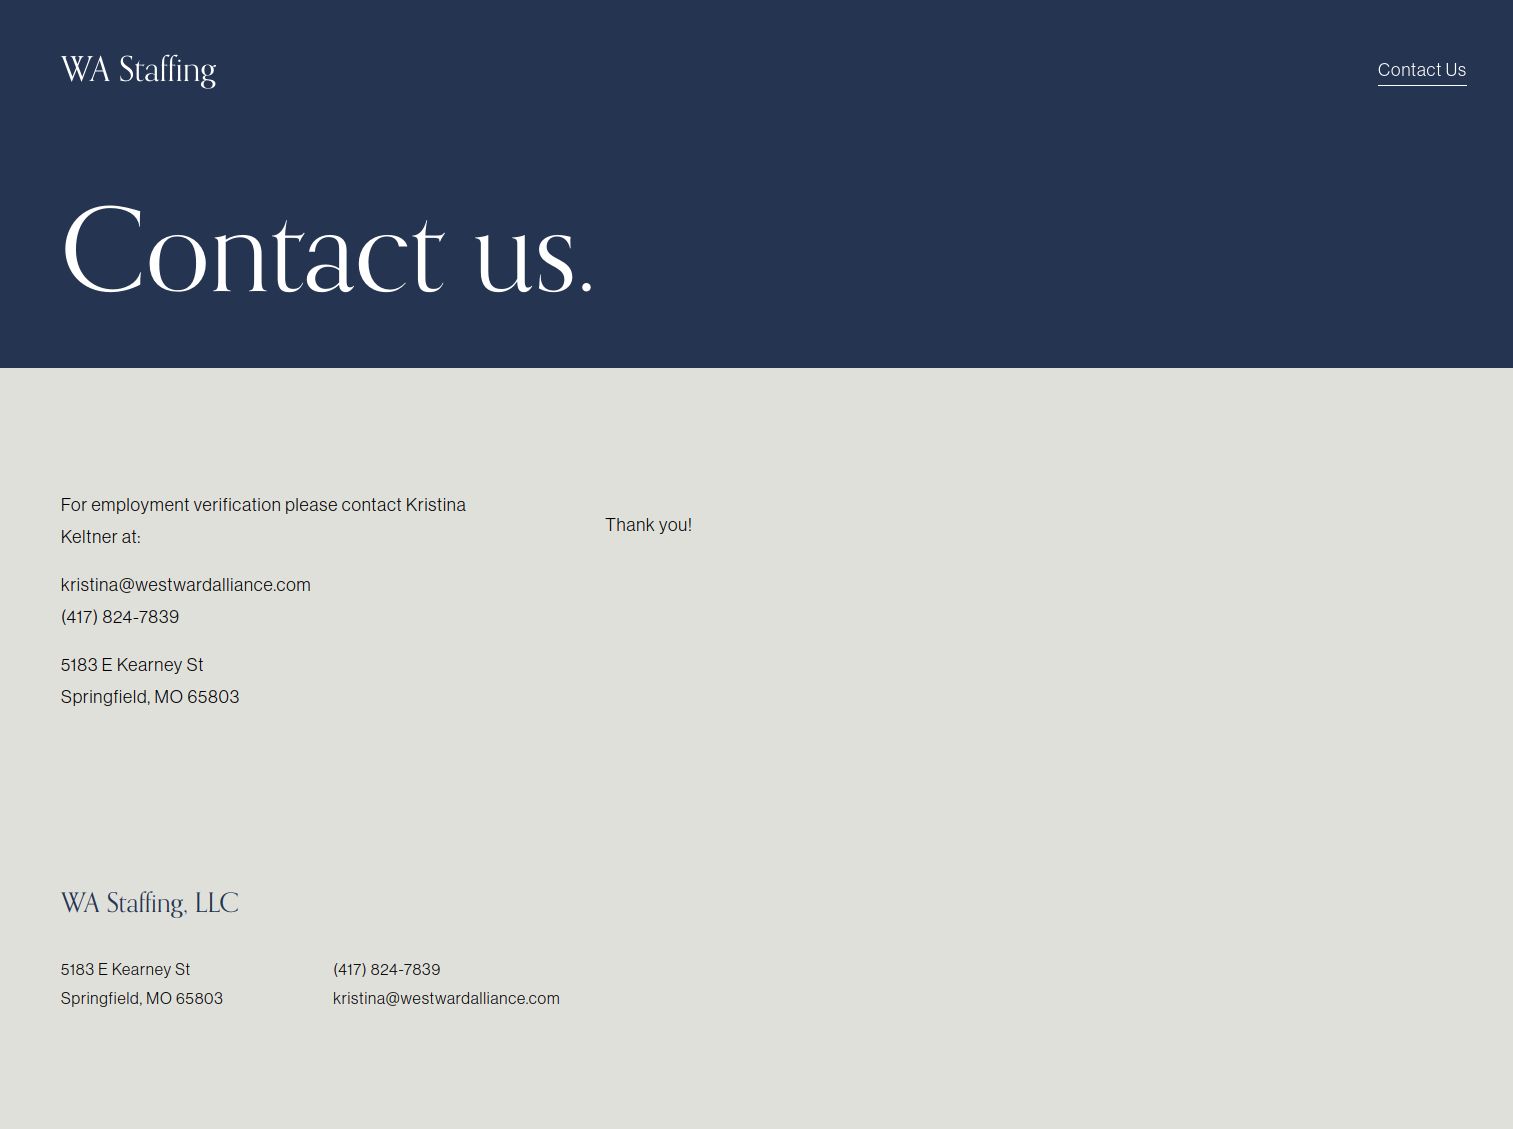 WA Staffing
Contact Us
Contact us.
For employment verification please contact Kristina
Keltner at:
kristina@westwardalliance.com
(417) 824-7839
5183 E Kearney St
Springfield, MO 65803
Thank you!
WA Staffing, LLC
5183 E Kearney St
Springfield, MO 65803
(417) 824-7839
kristina@westwardalliance.com